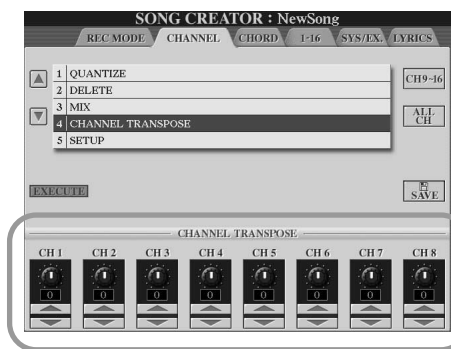 SONG CREATOR : NewSong
REC MODE CHANNEL CHORD 1-16 SYS/EX. LYRICS
1 QUANTIZE
2 DELETE
3 MIX
4 CHANNEL TRANSPOSE
5 SETUP
CH9~16
ALL CH
EXECUTE
SAVE
CHANNEL TRANSPOSE
CH 1 CH 2 CH 3 CH 4 CH 5 CH 6 CH 7 CH 8
0 0 0 0 0 0 0 0